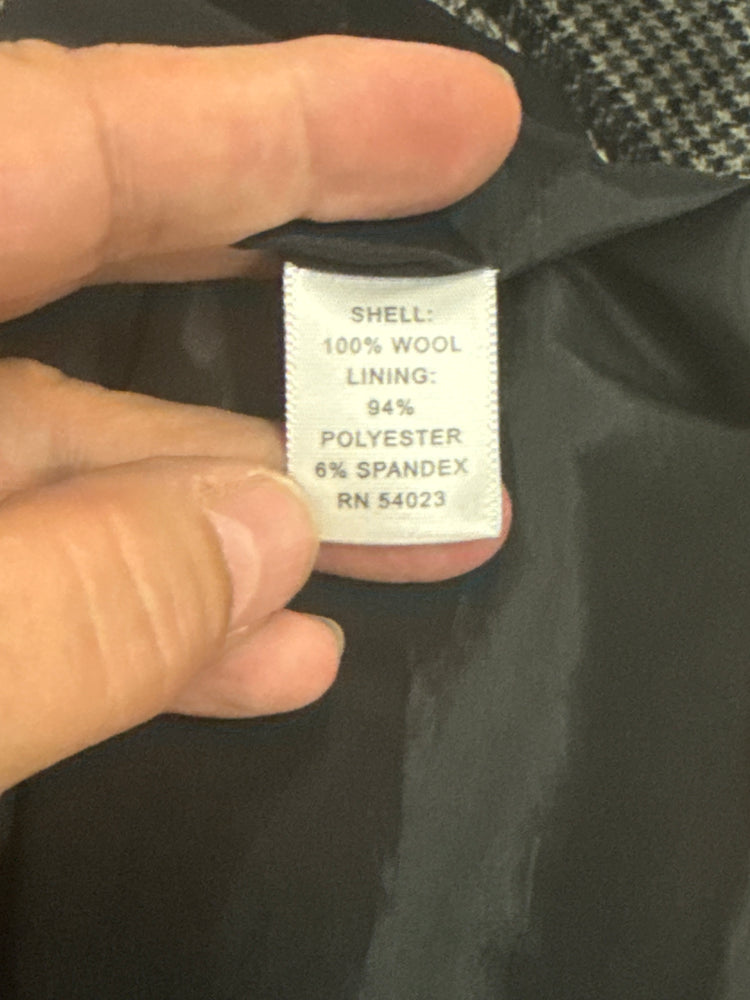 SHELL:
100% WOOL
LINING:
94%
POLYESTER
6% SPANDEX
RN 54023